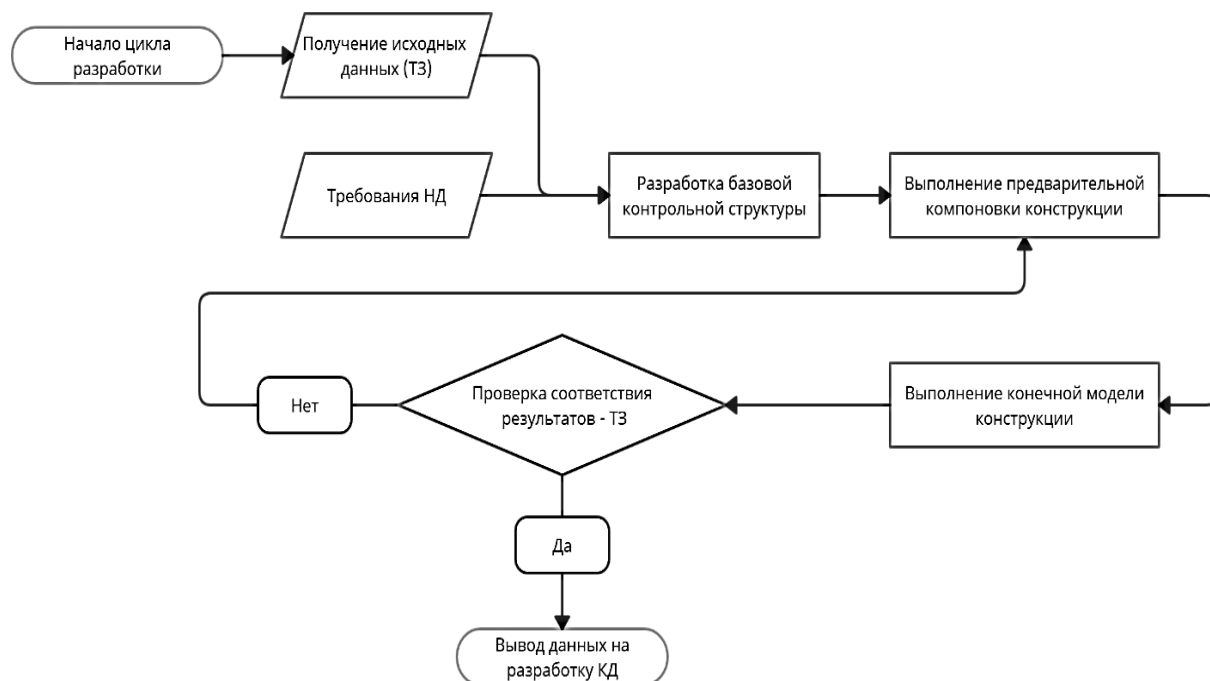 Начало цикла
разработки
Получение исходных
данных (ТЗ)
Требования НД
Разработка базовой
контрольной структуры
Выполнение предварительной
компоновки конструкции
Выполнение конечной модели
конструкции
Проверка соответствия
результатов - ТЗ
Нет
Да
Вывод данных на
разработку КД